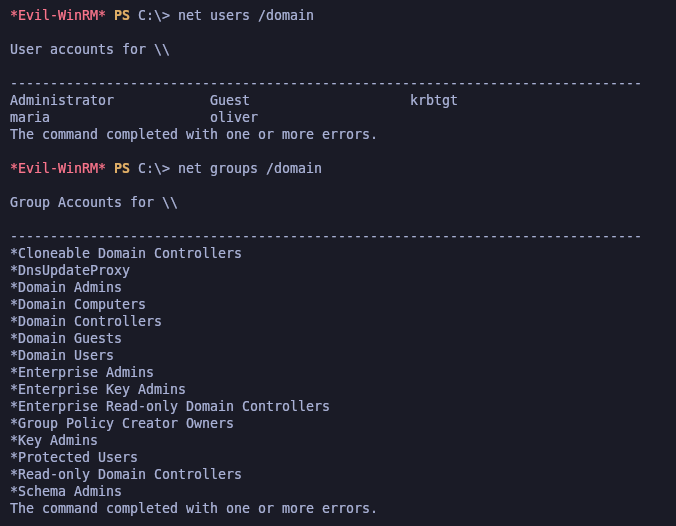 *Evil-WinRM* PS C:\> net users /domain
User accounts for \\
-------------------------------------------------------------------------------
Administrator            Guest                    krbtgt
maria                    oliver
The command completed with one or more errors.
*Evil-WinRM* PS C:\> net groups /domain
Group Accounts for \\
-------------------------------------------------------------------------------
*Cloneable Domain Controllers
*DnsUpdateProxy
*Domain Admins
*Domain Computers
*Domain Controllers
*Domain Guests
*Domain Users
*Enterprise Admins
*Enterprise Key Admins
*Enterprise Read-only Domain Controllers
*Group Policy Creator Owners
*Key Admins
*Protected Users
*Read-only Domain Controllers
*Schema Admins
The command completed with one or more errors.